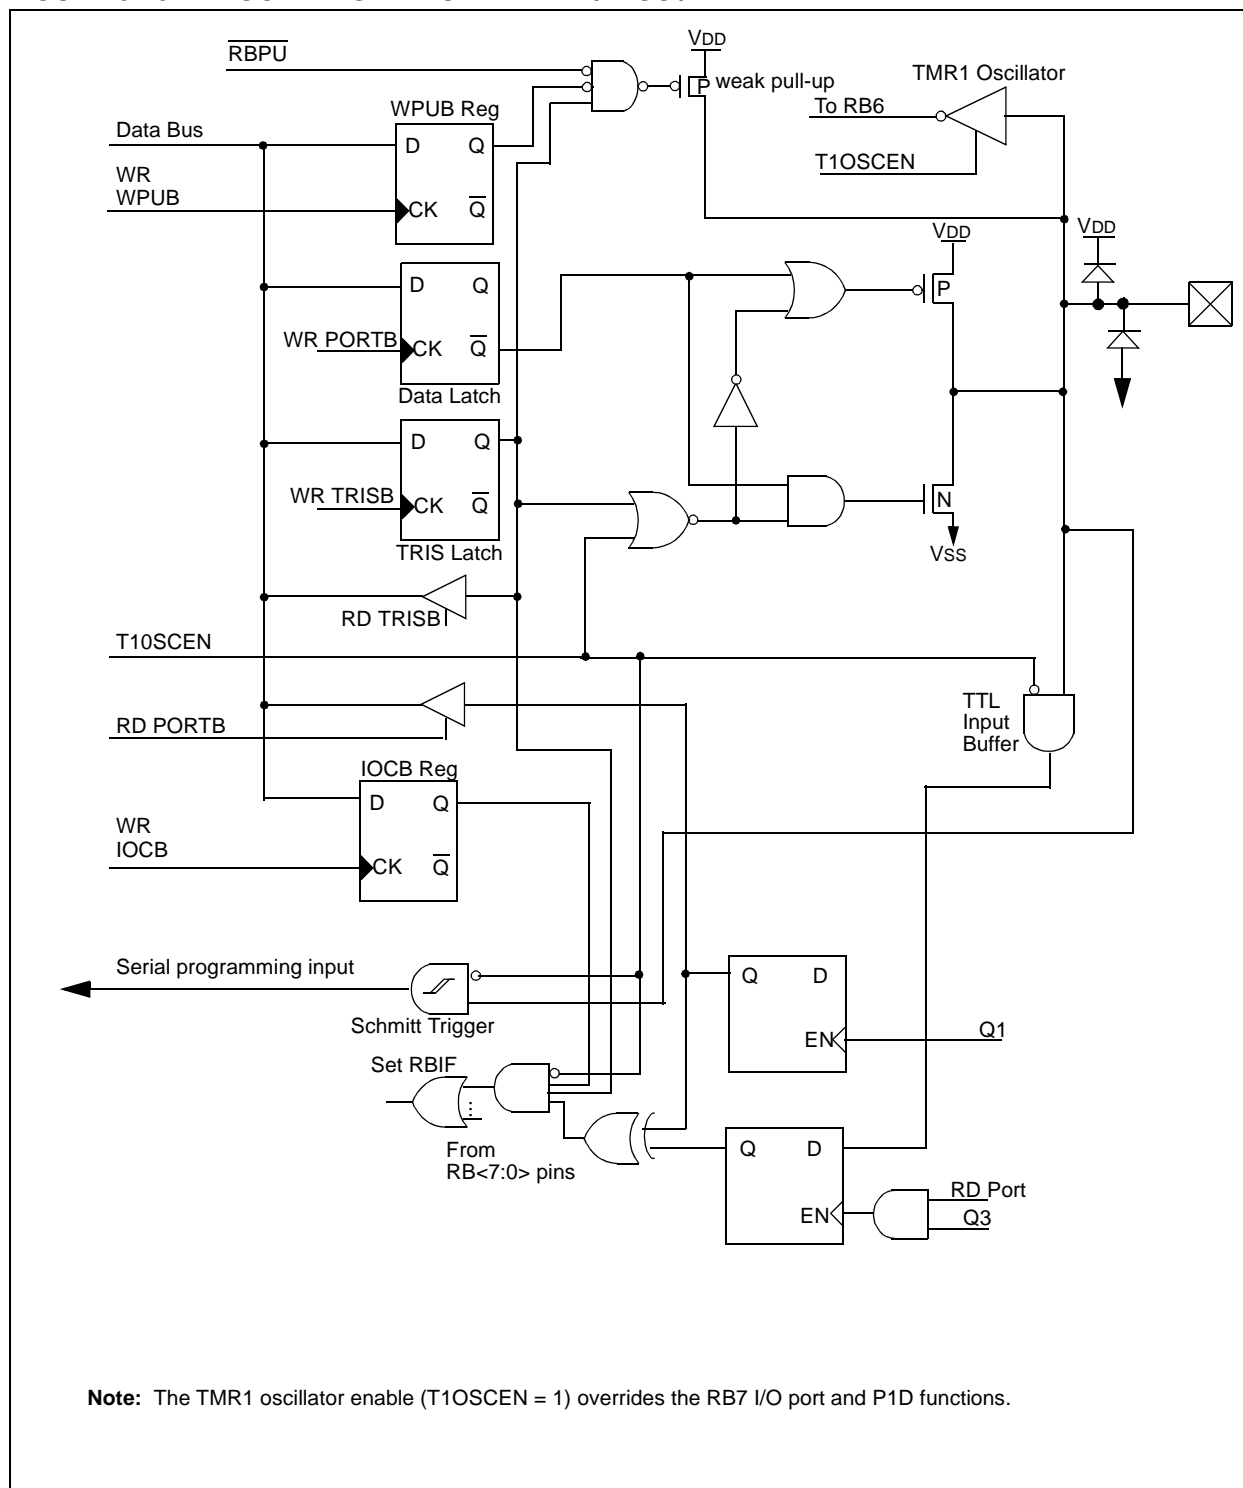 RBPU
VDD
P weak pull-up
TMR1 Oscillator
To RB6
T1OSCEN
Data Bus
WPUB Reg
D Q
WR
WPUB
CK Q
VDD
VDD
D Q
P
WR PORTB
CK Q
Data Latch
D Q
WR TRISB
CK Q
N
TRIS Latch
VSS
RD TRISB
T10SCEN
TTL
Input
Buffer
RD PORTB
IOCB Reg
D Q
WR
IOCB
CK Q
Serial programming input
Schmitt Trigger
Q D
EN
Q1
Set RBIF
From
RB<7:0> pins
Q D
EN
RD Port
Q3
Note: The TMR1 oscillator enable (T1OSCEN = 1) overrides the RB7 I/O port and P1D functions.